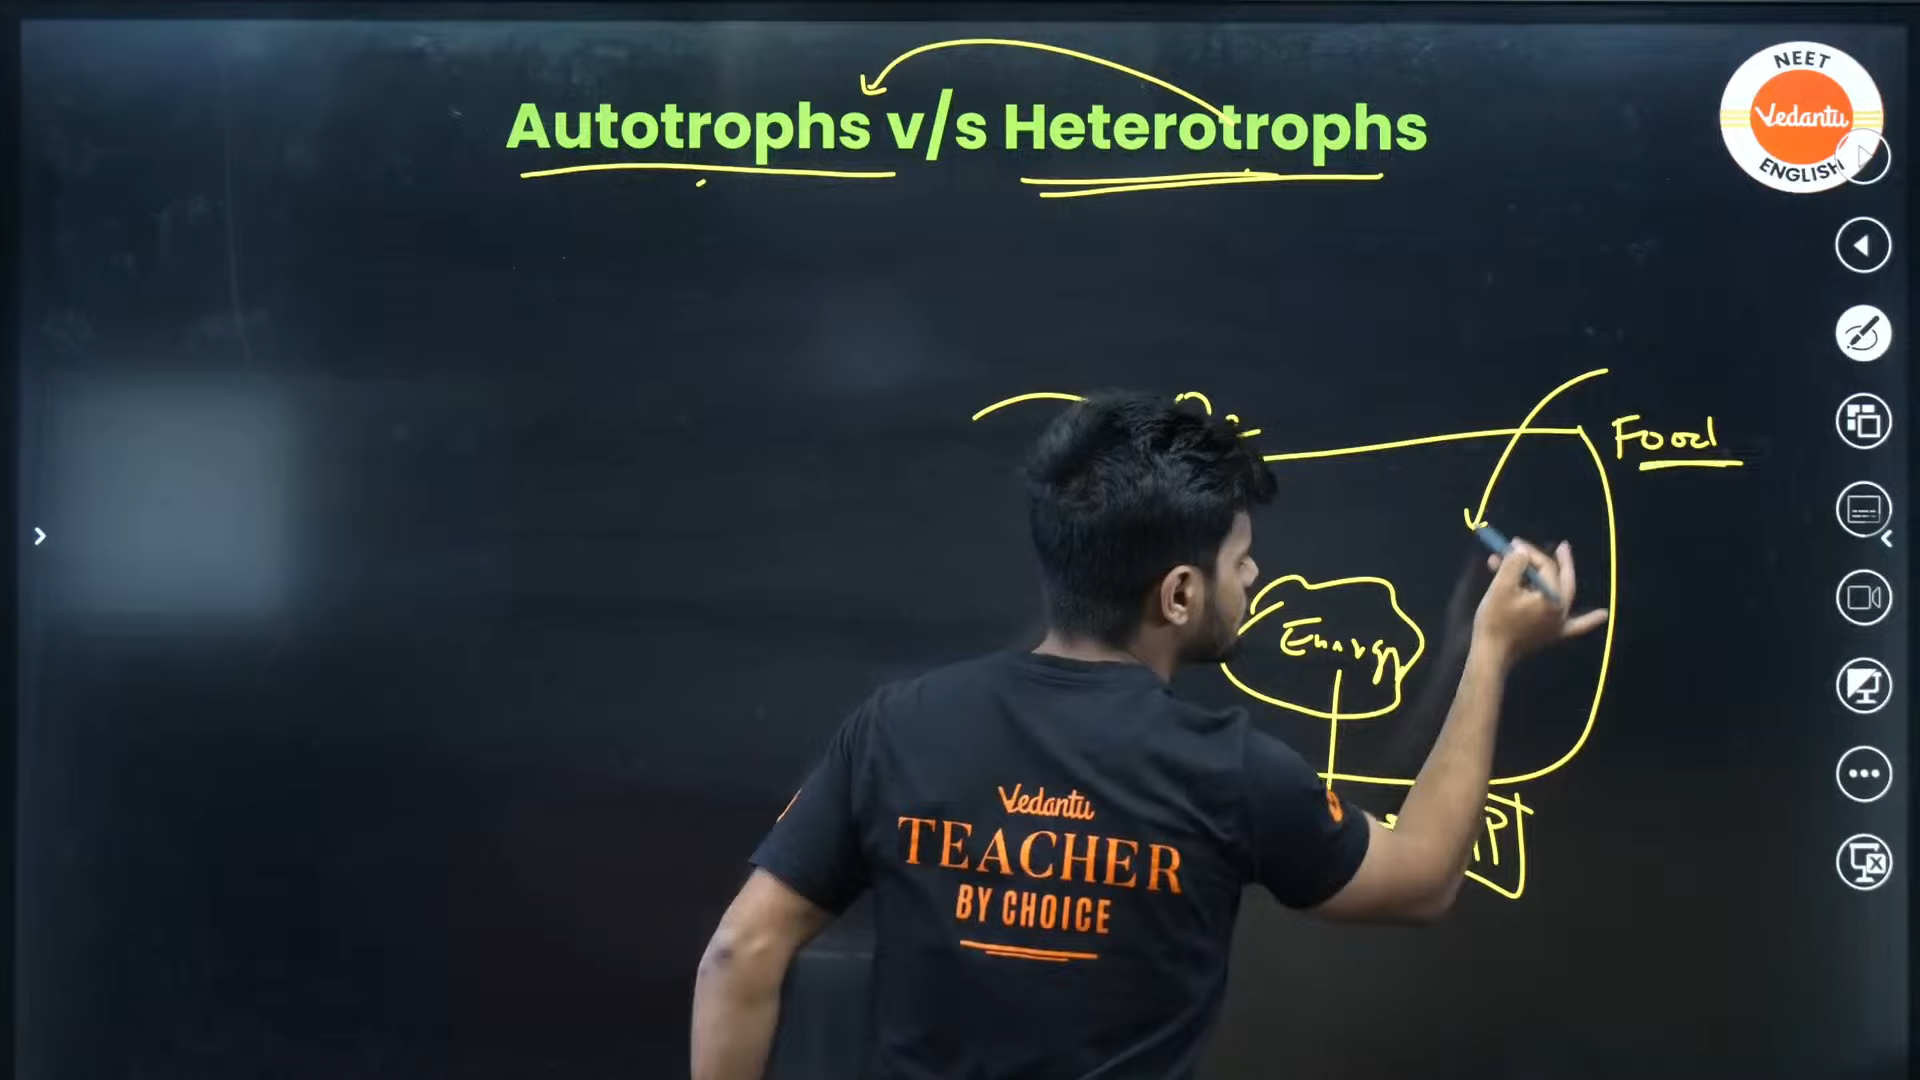 Autotrophs v/s Heterotrophs
NEET
Vedantu
ENGLISH
Food
Energy
Vedantu
TEACHER
BY CHOICE